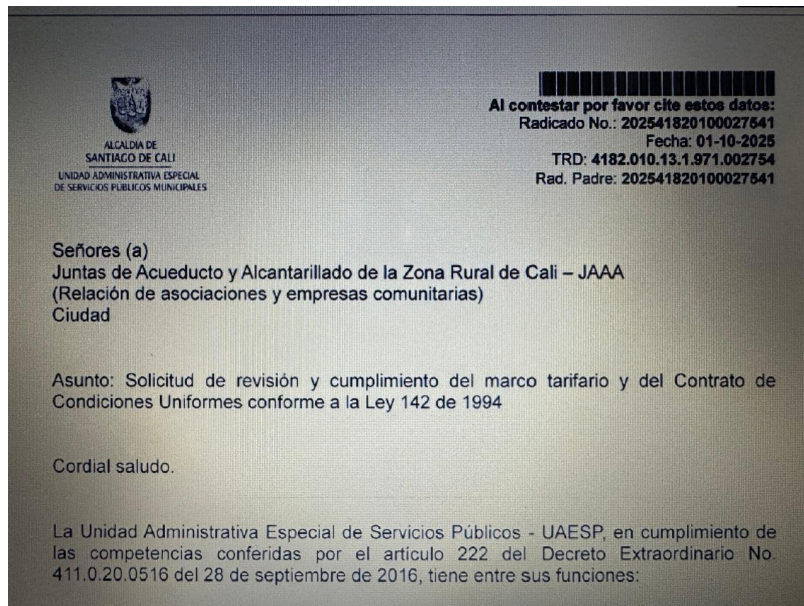 Al contestar por favor cite estos datos:
Radicado No.: 202541820100027541
Fecha: 01-10-2025
TRD: 4182.010.13.1.971.002754
Rad. Padre: 202541820100027541
ALCALDIA DE
SANTIAGO DE CALI
UNIDAD ADMINISTRATIVA ESPECIAL
DE SERVICIOS PUBLICOS MUNICIPALES
Señores (a)
Juntas de Acueducto y Alcantarillado de la Zona Rural de Cali – JAAA
(Relación de asociaciones y empresas comunitarias)
Ciudad
Asunto: Solicitud de revisión y cumplimiento del marco tarifario y del Contrato de
Condiciones Uniformes conforme a la Ley 142 de 1994
Cordial saludo.
La Unidad Administrativa Especial de Servicios Públicos - UAESP, en cumplimiento de
las competencias conferidas por el artículo 222 del Decreto Extraordinario No.
411.0.20.0516 del 28 de septiembre de 2016, tiene entre sus funciones: